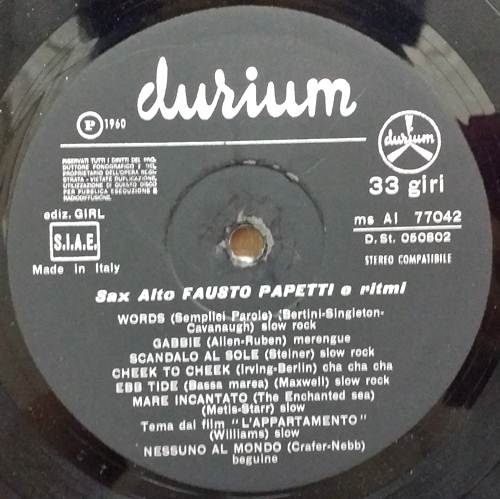 durium
P 1960
RISERVATI TUTTI I DIRITTI DEL PRO-
DUTTORE FONOGRAFICO E DEL
PROPRIETARIO DELL'OPERA REGI-
STRATA - VIETATE DUPLICAZIONE,
UTILIZZAZIONE DI QUESTO DISCO
PER PUBBLICA ESECUZIONE E
RADIODIFFUSIONE.
durium
33 giri
ediz. GIRL
S.I.A.E.
Made in Italy
ms AI 77042
D. St. 050602
STEREO COMPATIBILE
Sax Alto FAUSTO PAPETTI e ritmi
WORDS (Semplici Parole) (Bertini-Singleton-
Cavanaugh) slow rock
GABBIE (Allen-Ruben) merengue
SCANDALO AL SOLE (Steiner) slow rock
CHEEK TO CHEEK (Irving-Berlin) cha cha cha
EBB TIDE (Bassa marea) (Maxwell) slow rock
MARE INCANTATO (The Enchanted sea)
(Metis-Starr) slow
Tema dal film "L'APPARTAMENTO"
(Williams) slow
NESSUNO AL MONDO (Crafer-Nebb)
beguine